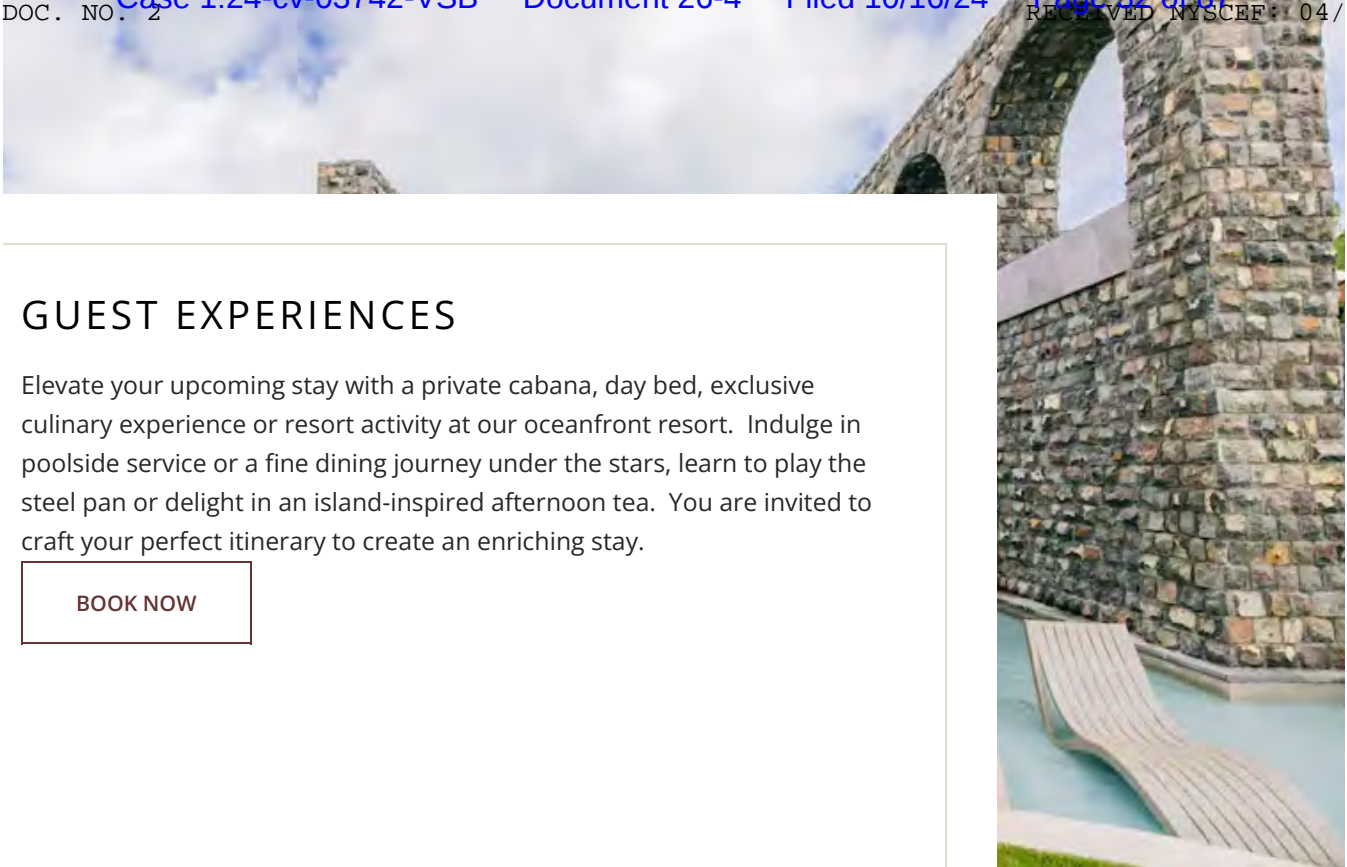 DOC. NO. 2
Case 1:24-cv-03742-VSB Document 26-4 Filed 10/16/24
RECEIVED NYSCEF: 04/
GUEST EXPERIENCES
Elevate your upcoming stay with a private cabana, day bed, exclusive
culinary experience or resort activity at our oceanfront resort. Indulge in
poolside service or a fine dining journey under the stars, learn to play the
steel pan or delight in an island-inspired afternoon tea. You are invited to
craft your perfect itinerary to create an enriching stay.
BOOK NOW